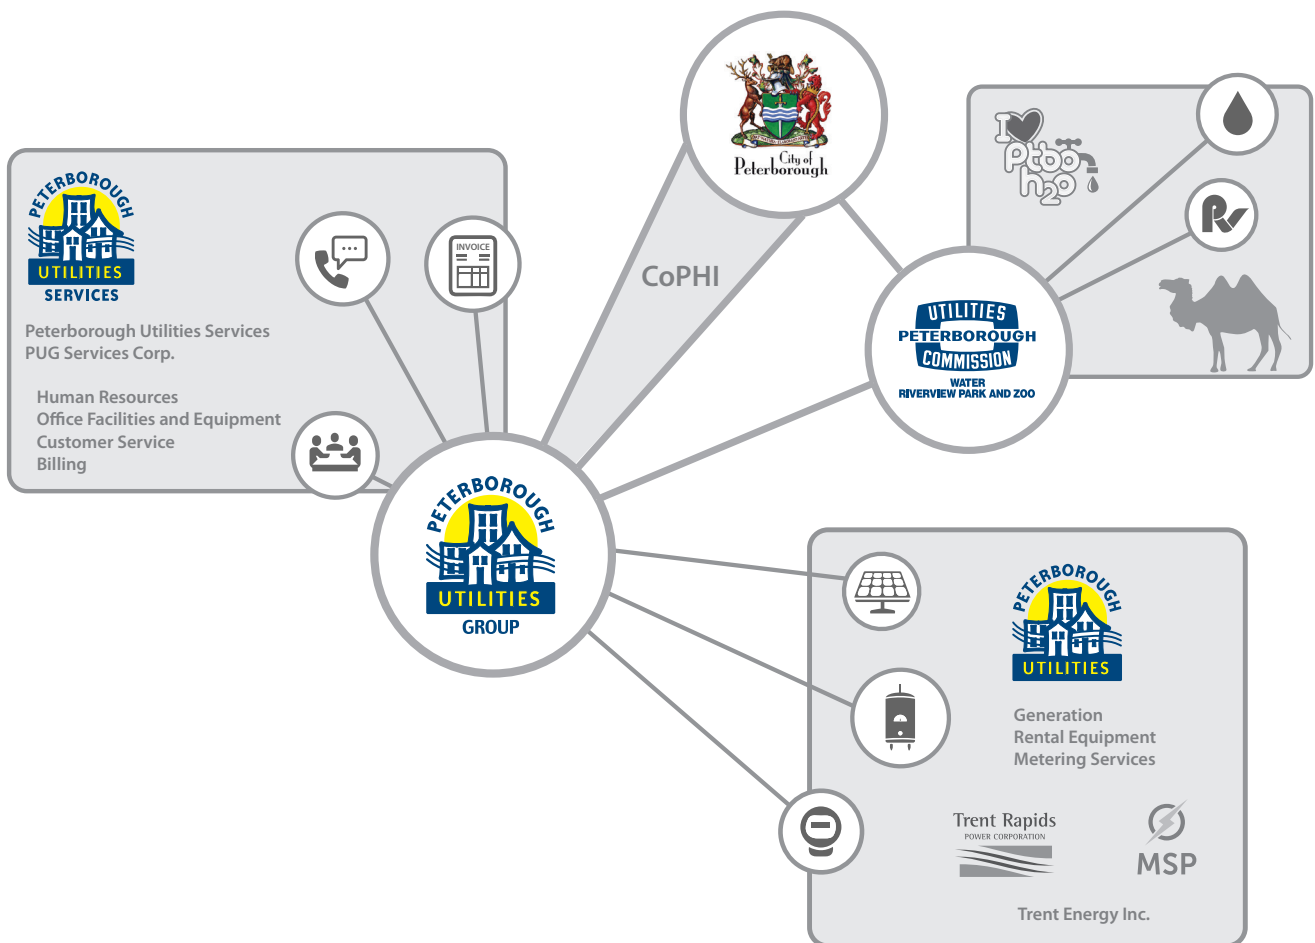 City of
Peterborough
I
Ptbo
h2o
PETERBOROUGH
UTILITIES
SERVICES
INVOICE
Peterborough Utilities Services
PUG Services Corp.
Human Resources
Office Facilities and Equipment
Customer Service
Billing
CoPHI
UTILITIES
PETERBOROUGH
COMMISSION
WATER
RIVERVIEW PARK AND ZOO
PETERBOROUGH
UTILITIES
GROUP
PETERBOROUGH
UTILITIES
Generation
Rental Equipment
Metering Services
Trent Rapids
POWER CORPORATION
MSP
Trent Energy Inc.